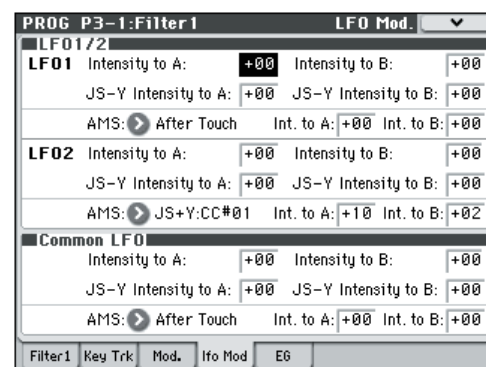 PROG P3-1:Filter1 LFO Mod.
LFO1/2
LFO1 Intensity to A: +00 Intensity to B: +00
JS-Y Intensity to A: +00 JS-Y Intensity to B: +00
AMS: After Touch Int. to A: +00 Int. to B: +00
LFO2 Intensity to A: +00 Intensity to B: +00
JS-Y Intensity to A: +00 JS-Y Intensity to B: +00
AMS: JS+Y:CC#01 Int. to A: +10 Int. to B: +02
Common LFO
Intensity to A: +00 Intensity to B: +00
JS-Y Intensity to A: +00 JS-Y Intensity to B: +00
AMS: After Touch Int. to A: +00 Int. to B: +00
Filter1 Key Trk Mod. lfo Mod EG